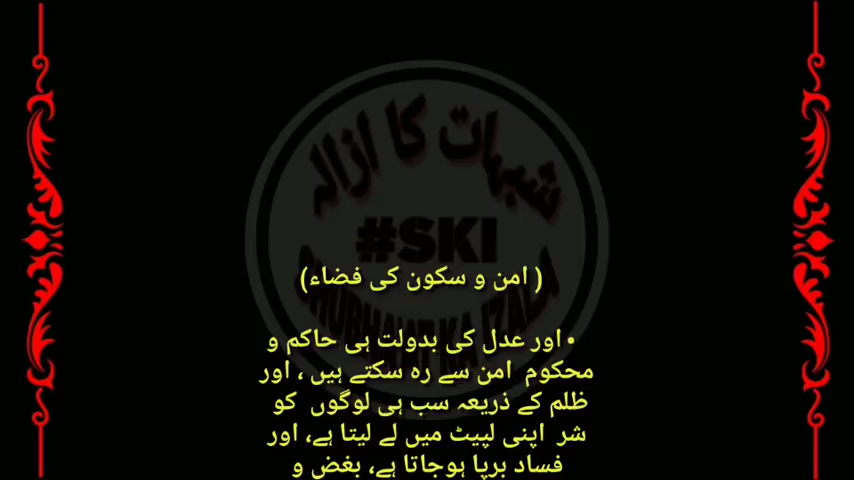 شبہات کا ازالہ
#SKI
SHUBHAAT KA IZALA
( امن و سکون کی فضاء)
• اور عدل کی بدولت ہی حاکم و
محکوم امن سے رہ سکتے ہیں ، اور
ظلم کے ذریعہ سب ہی لوگوں کو
شر اپنی لپیٹ میں لے لیتا ہے، اور
فساد برپا ہوجاتا ہے، بغض و